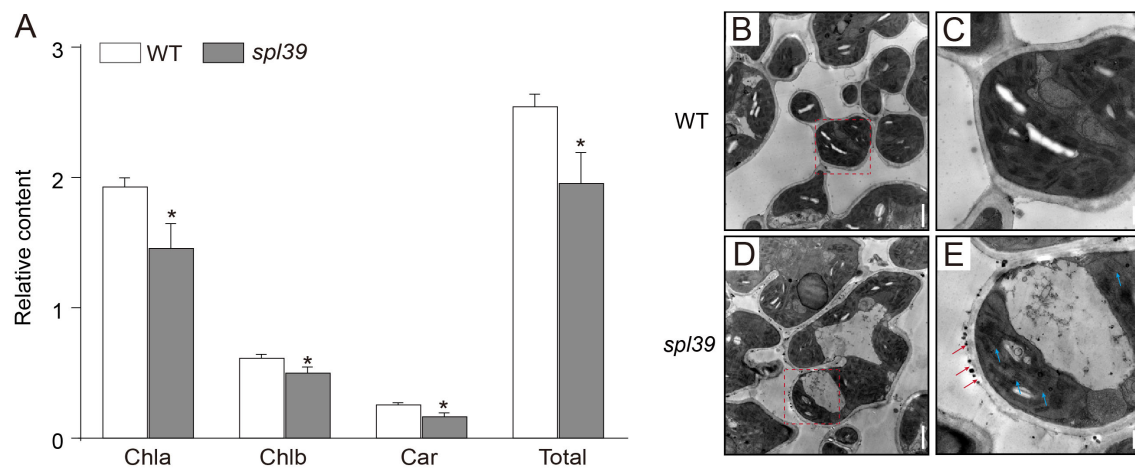 A
WT spl39
Relative content
3
2
1
0
Chla Chlb Car Total
* * * *
WT
B C
spl39
D E